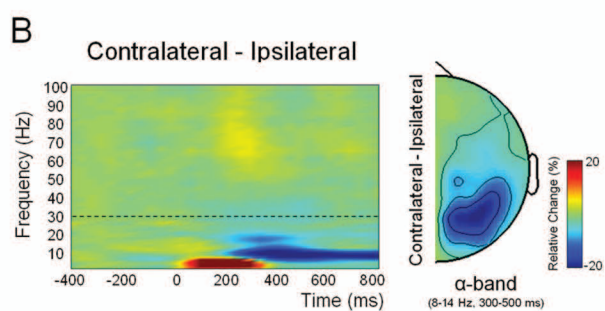 B
Contralateral - Ipsilateral
Frequency (Hz)
100
90
80
70
60
50
40
30
20
10
-400 -200 0 200 400 600 800
Time (ms)
Contralateral - Ipsilateral
α-band
(8-14 Hz, 300-500 ms)
Relative Change (%)
20
-20